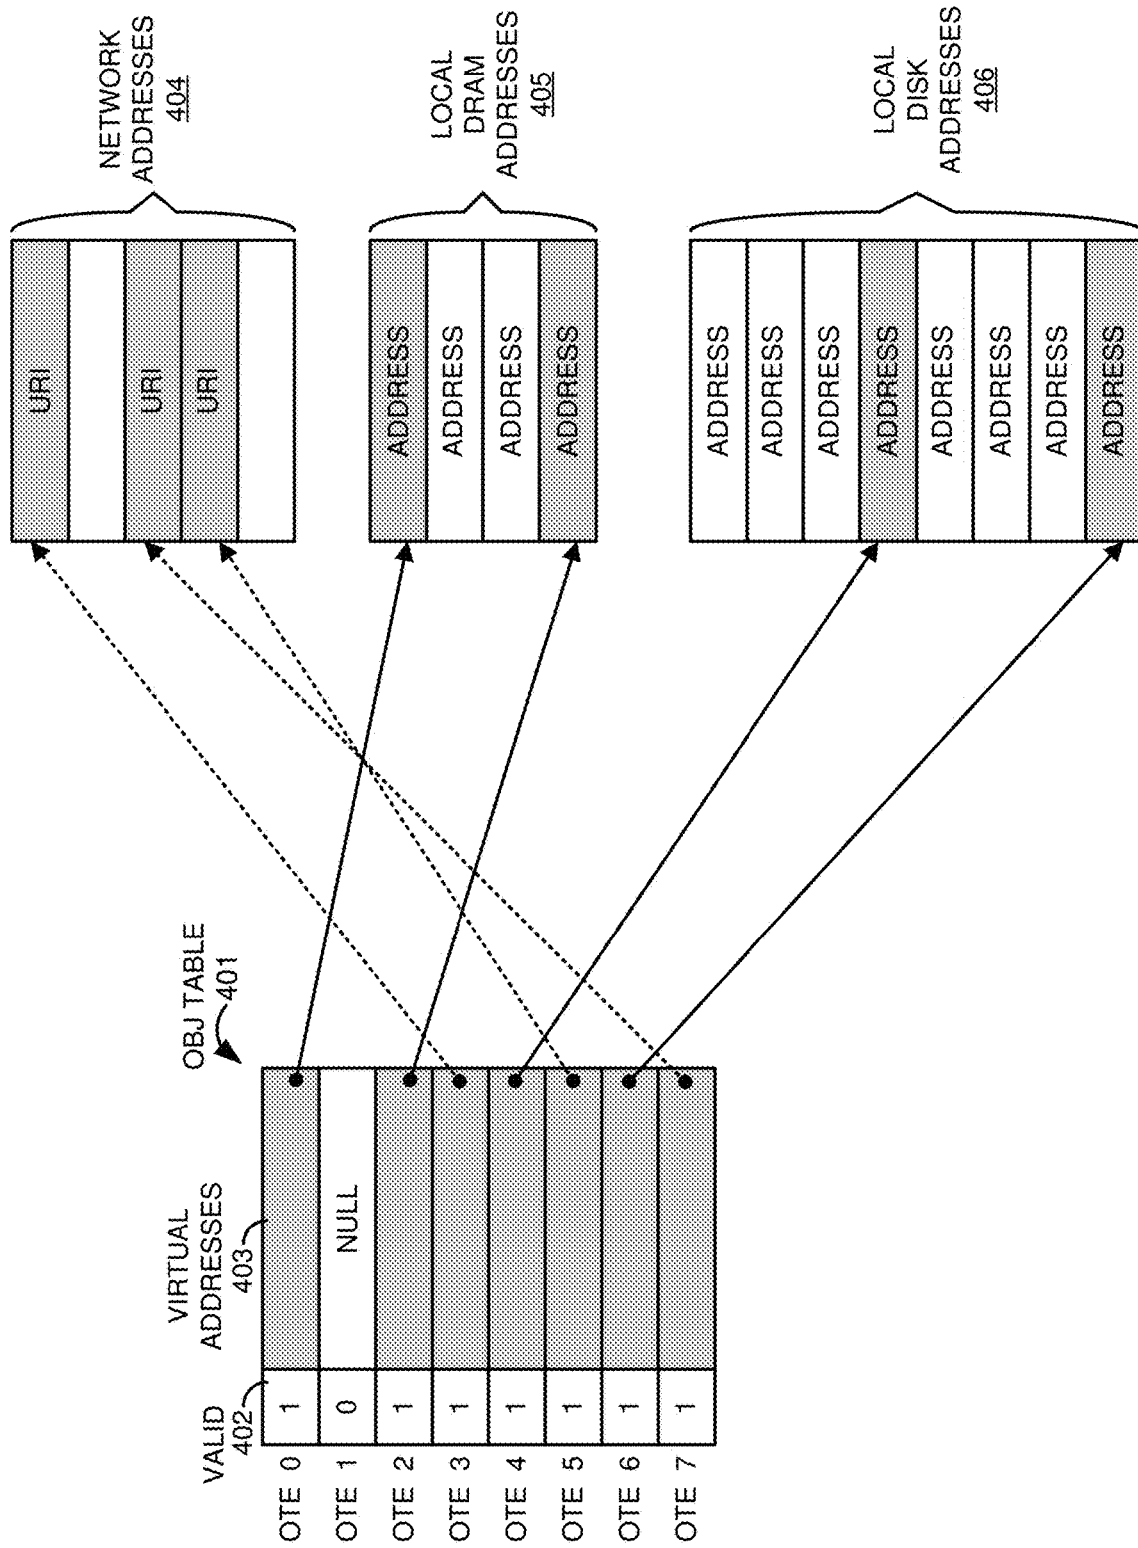 OBJ TABLE
401
VALID
402
VIRTUAL
ADDRESSES
403
OTE 0
1
OTE 1
0
NULL
OTE 2
1
OTE 3
1
OTE 4
1
OTE 5
1
OTE 6
1
OTE 7
1
URI
URI
URI
NETWORK
ADDRESSES
404
ADDRESS
ADDRESS
ADDRESS
ADDRESS
LOCAL
DRAM
ADDRESSES
405
ADDRESS
ADDRESS
ADDRESS
ADDRESS
ADDRESS
ADDRESS
ADDRESS
ADDRESS
LOCAL
DISK
ADDRESSES
406